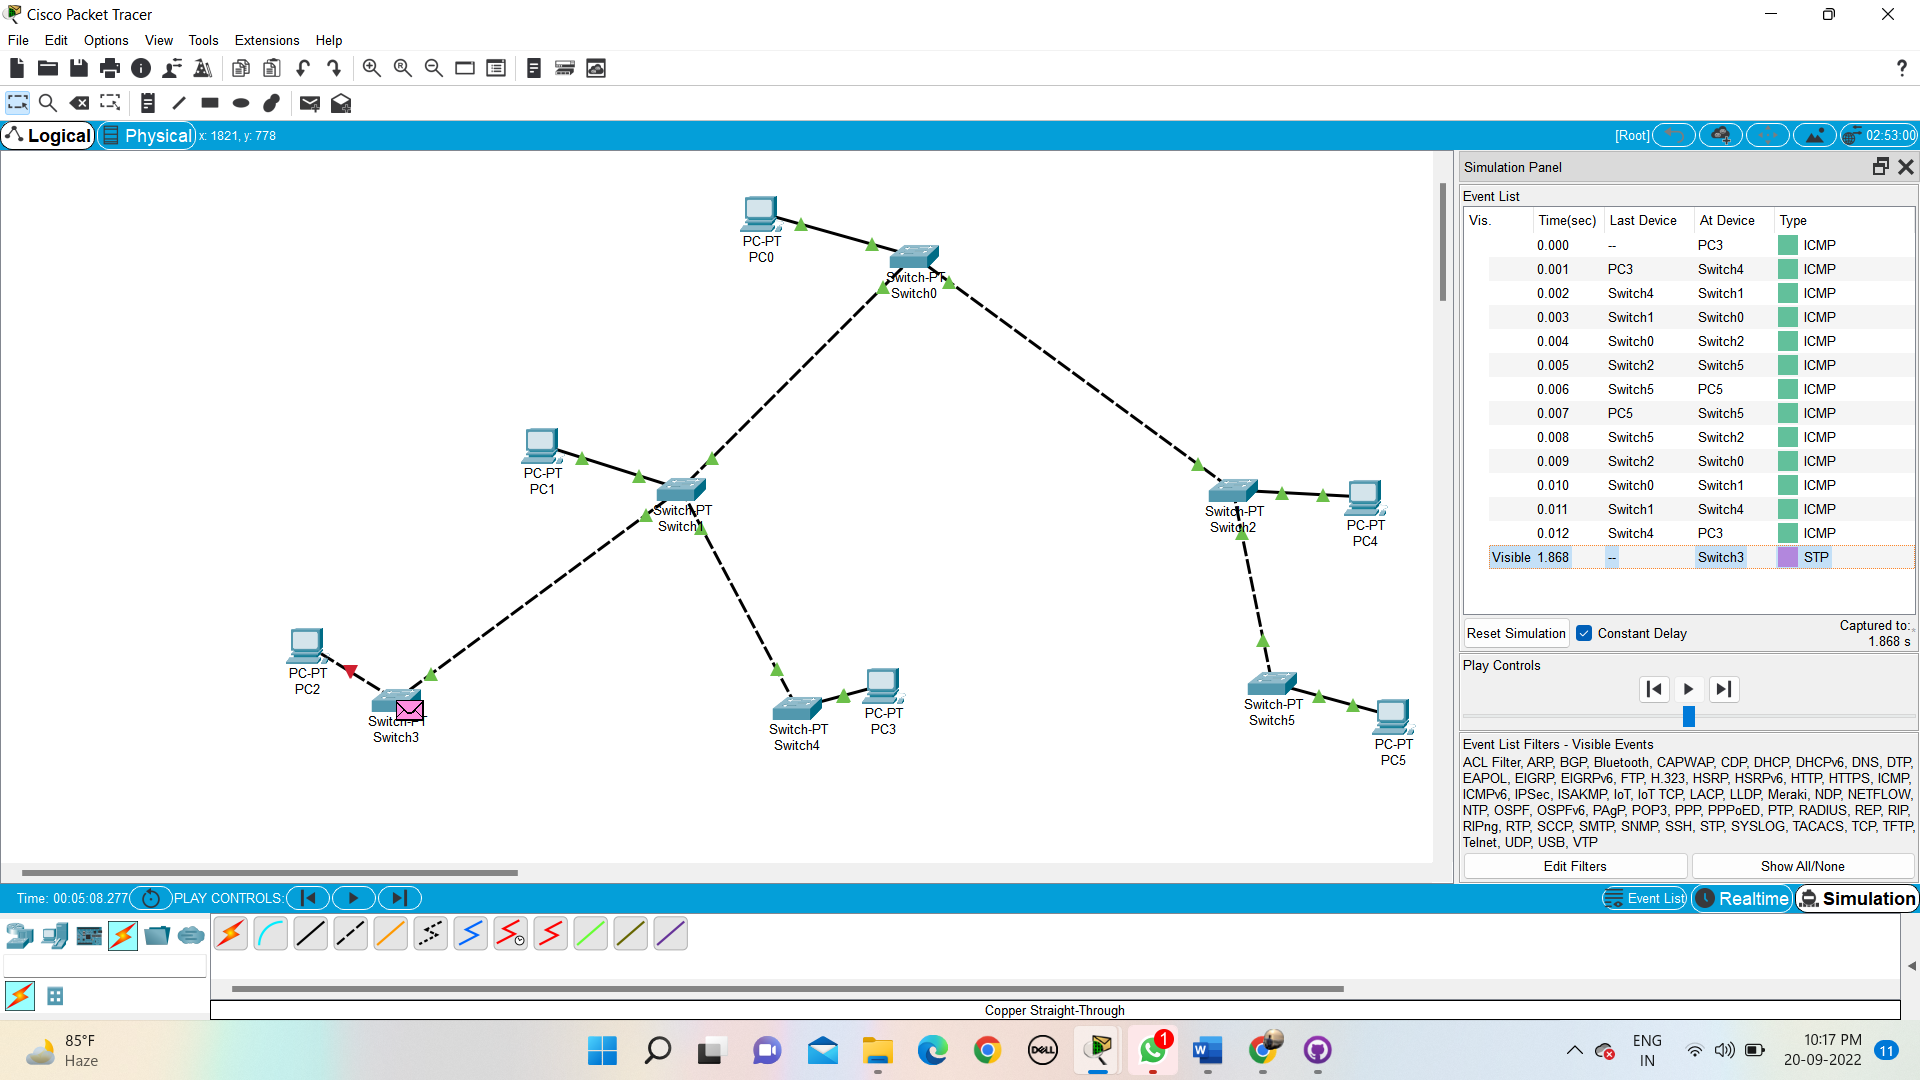 Cisco Packet Tracer
File Edit Options View Tools Extensions Help
Logical Physical x: 1821, y: 778
[Root] 02:53:00
PC-PT
PC0
Switch-PT
Switch0
PC-PT
PC1
Switch-PT
Switch1
Switch-PT
Switch2
PC-PT
PC4
PC-PT
PC2
Switch-PT
Switch3
Switch-PT
Switch4
PC-PT
PC3
Switch-PT
Switch5
PC-PT
PC5
Simulation Panel
Event List
Vis. Time(sec) Last Device At Device Type
0.000 -- PC3 ICMP
0.001 PC3 Switch4 ICMP
0.002 Switch4 Switch1 ICMP
0.003 Switch1 Switch0 ICMP
0.004 Switch0 Switch2 ICMP
0.005 Switch2 Switch5 ICMP
0.006 Switch5 PC5 ICMP
0.007 PC5 Switch5 ICMP
0.008 Switch5 Switch2 ICMP
0.009 Switch2 Switch0 ICMP
0.010 Switch0 Switch1 ICMP
0.011 Switch1 Switch4 ICMP
0.012 Switch4 PC3 ICMP
Visible 1.868 -- Switch3 STP
Reset Simulation Constant Delay Captured to:
1.868 s
Play Controls
Event List Filters - Visible Events
ACL Filter, ARP, BGP, Bluetooth, CAPWAP, CDP, DHCP, DHCPv6, DNS, DTP,
EAPOL, EIGRP, EIGRPv6, FTP, H.323, HSRP, HSRPv6, HTTP, HTTPS, ICMP,
ICMPv6, IPSec, ISAKMP, IoT, IoT TCP, LACP, LLDP, Meraki, NDP, NETFLOW,
NTP, OSPF, OSPFv6, PAgP, POP3, PPP, PPPoED, PTP, RADIUS, REP, RIP,
RIPng, RTP, SCCP, SMTP, SNMP, SSH, STP, SYSLOG, TACACS, TCP, TFTP,
Telnet, UDP, USB, VTP
Edit Filters Show All/None
Time: 00:05:08.277 PLAY CONTROLS: Event List Realtime Simulation
Copper Straight-Through
85°F
Haze
DELL
1
ENG
IN
10:17 PM
20-09-2022
11